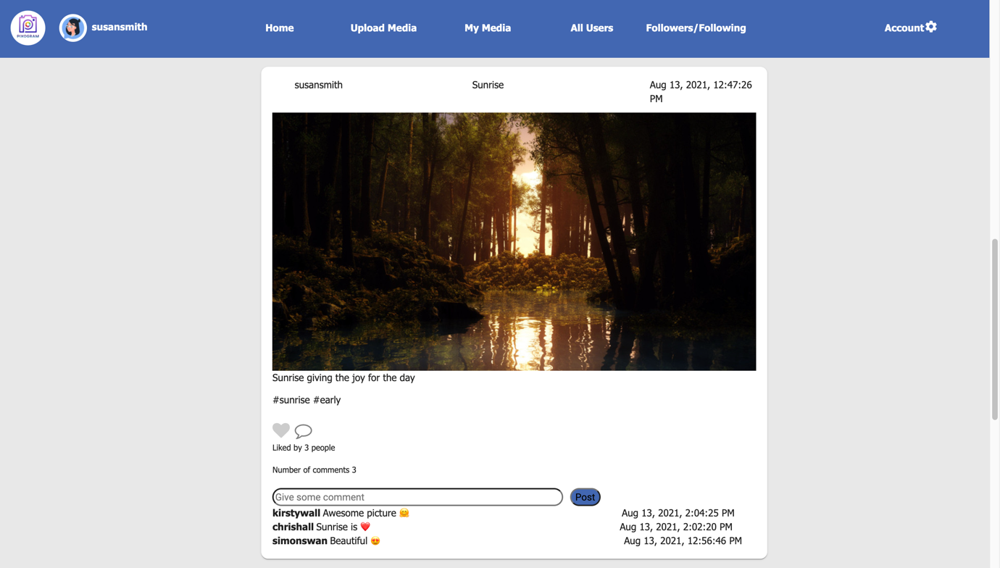 PIXOGRAM susansmith Home Upload Media My Media All Users Followers/Following Account
susansmith Sunrise Aug 13, 2021, 12:47:26
PM
Sunrise giving the joy for the day
#sunrise #early
Liked by 3 people
Number of comments 3
Give some comment Post
kirstywall Awesome picture 🤗 Aug 13, 2021, 2:04:25 PM
chrishall Sunrise is ❤️ Aug 13, 2021, 2:02:20 PM
simonswan Beautiful 😍 Aug 13, 2021, 12:56:46 PM